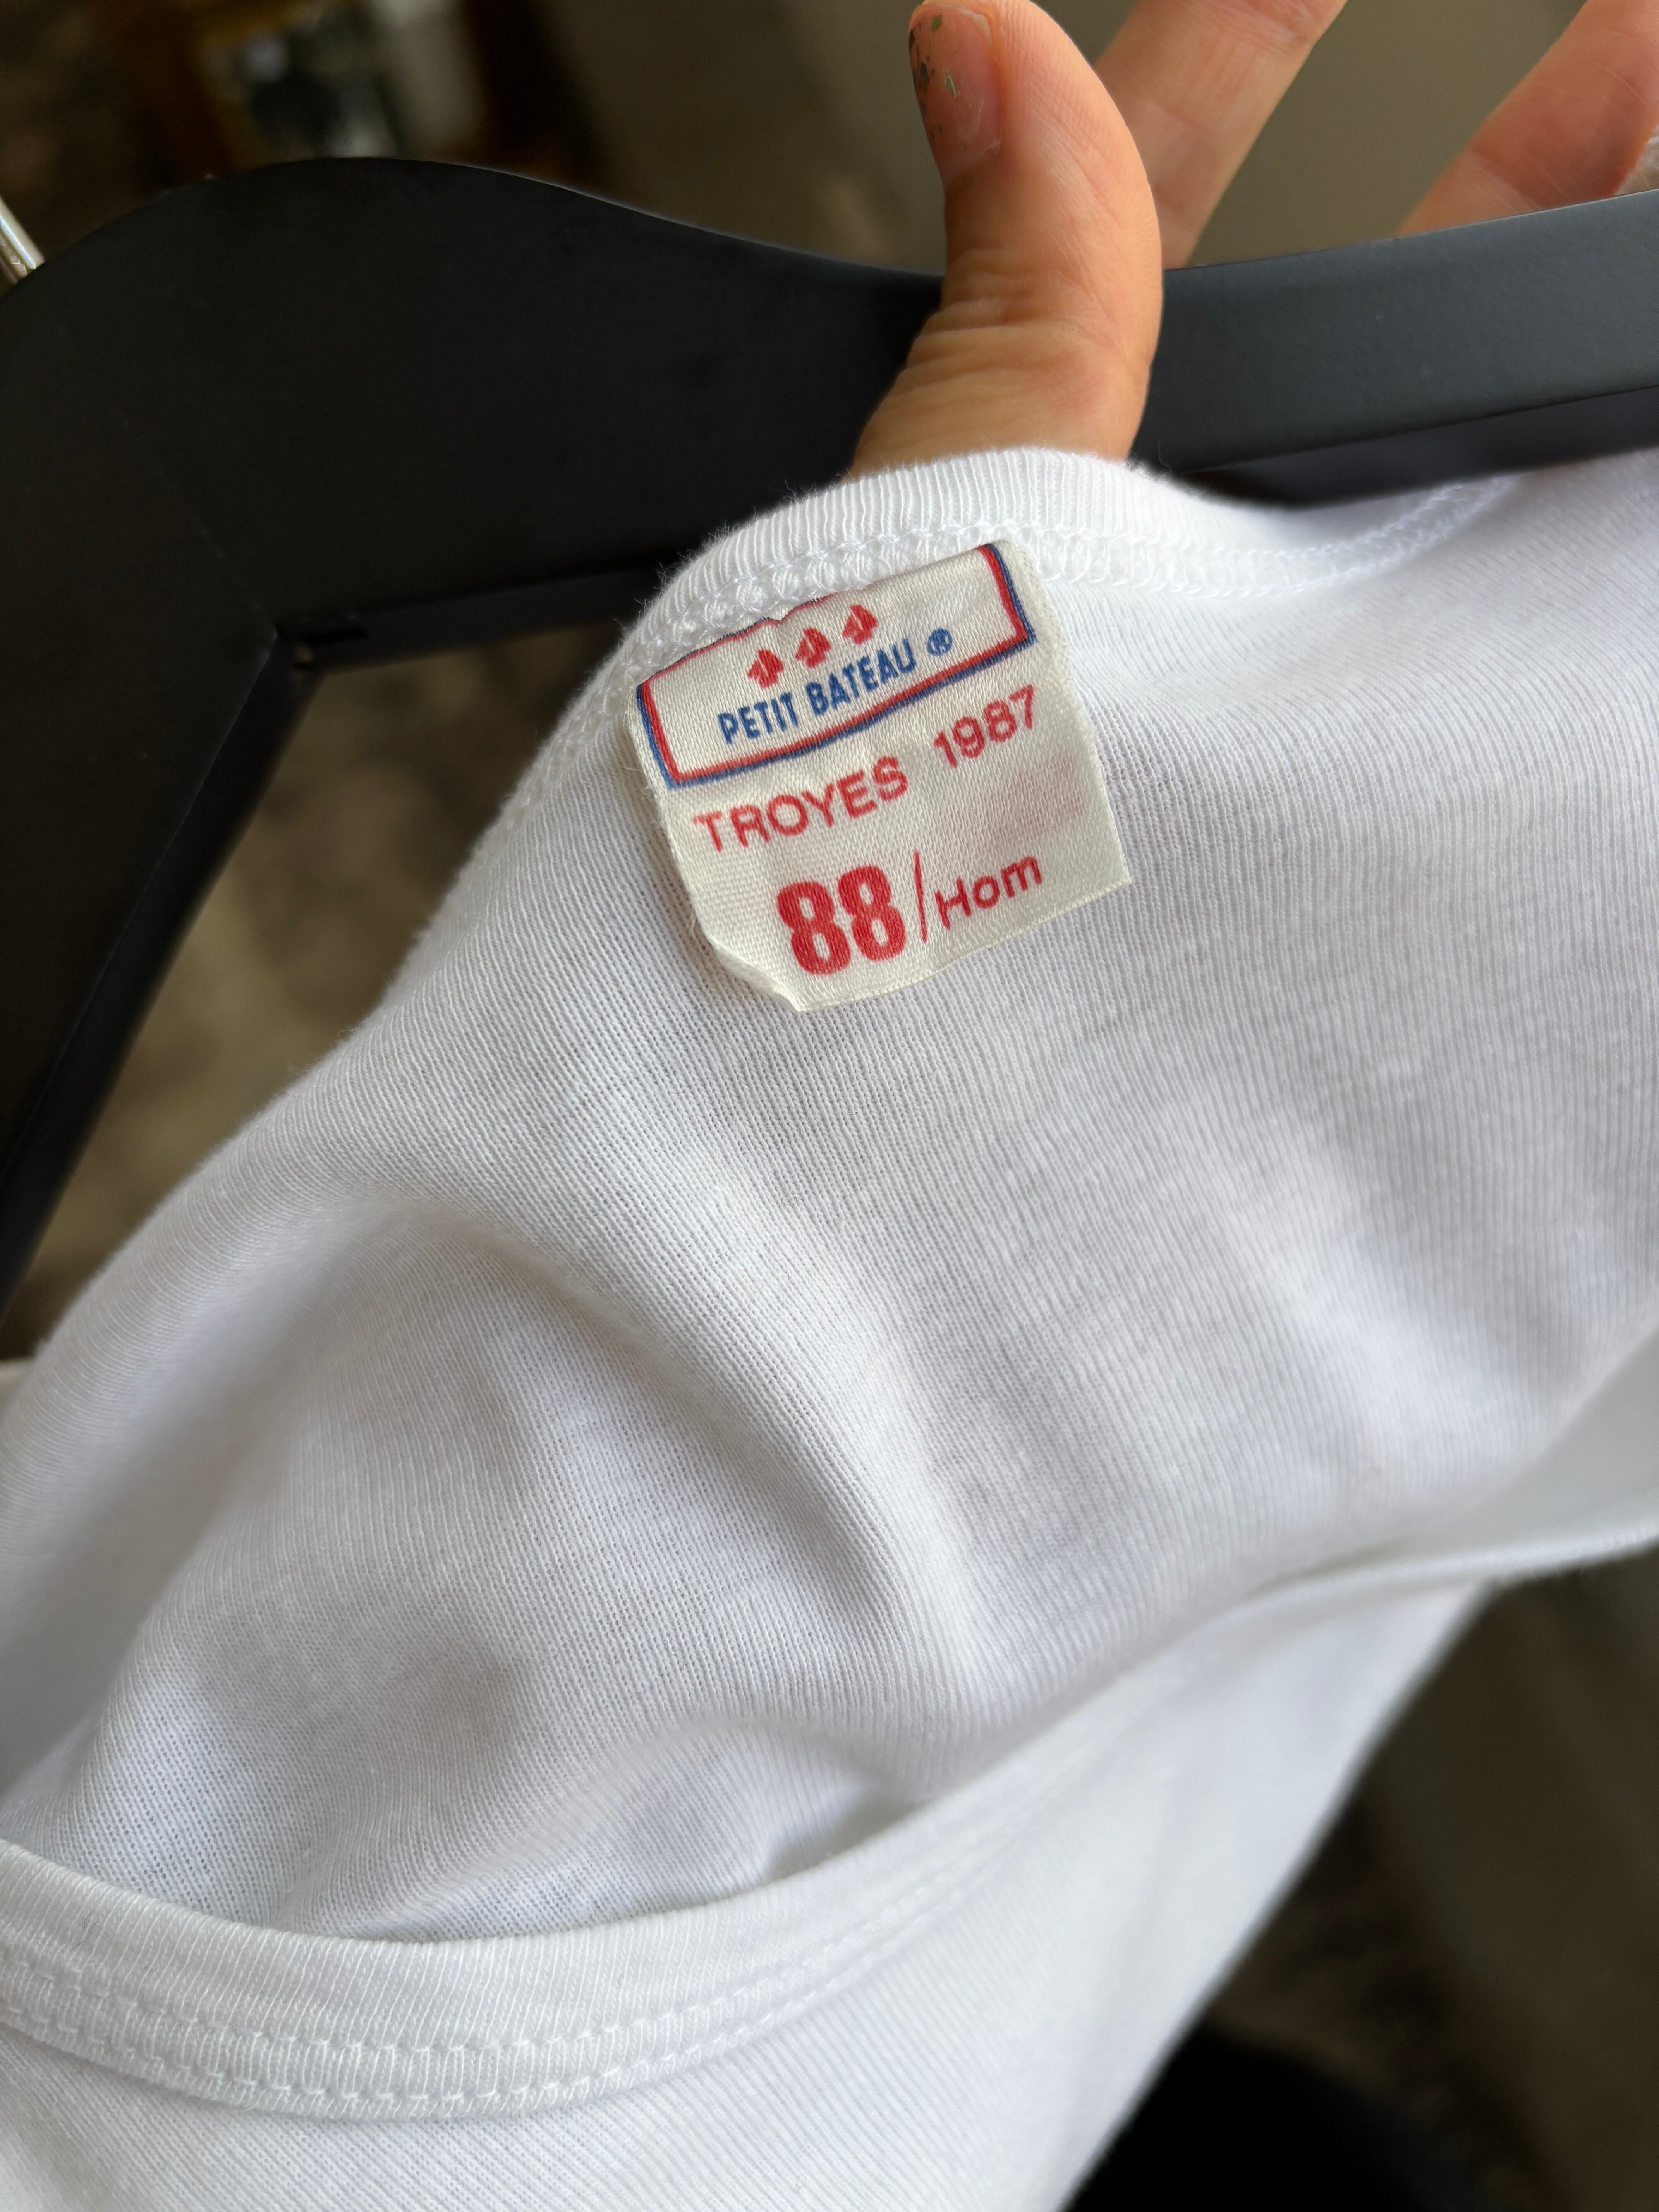 PETIT BATEAU ®
TROYES 1987
88/Hom